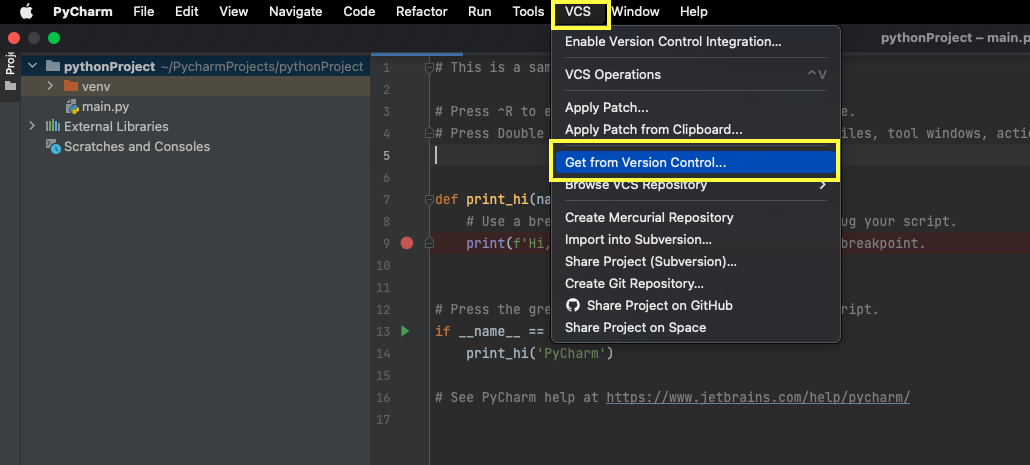 PyCharm File Edit View Navigate Code Refactor Run Tools VCS Window Help
pythonProject – main.p
Proj
pythonProject ~/PycharmProjects/pythonProject
venv
main.py
External Libraries
Scratches and Consoles
1 # This is a sam
2
3 # Press ^R to e e.
4 # Press Double iles, tool windows, actio
5
6
7 def print_hi(na
8 # Use a bre ug your script.
9 print(f'Hi, breakpoint.
10
11
12 # Press the gre ript.
13 if __name__ ==
14 print_hi('PyCharm')
15
16 # See PyCharm help at https://www.jetbrains.com/help/pycharm/
17
Enable Version Control Integration...
VCS Operations ^V
Apply Patch...
Apply Patch from Clipboard...
Get from Version Control...
Browse VCS Repository
Create Mercurial Repository
Import into Subversion...
Share Project (Subversion)...
Create Git Repository...
Share Project on GitHub
Share Project on Space